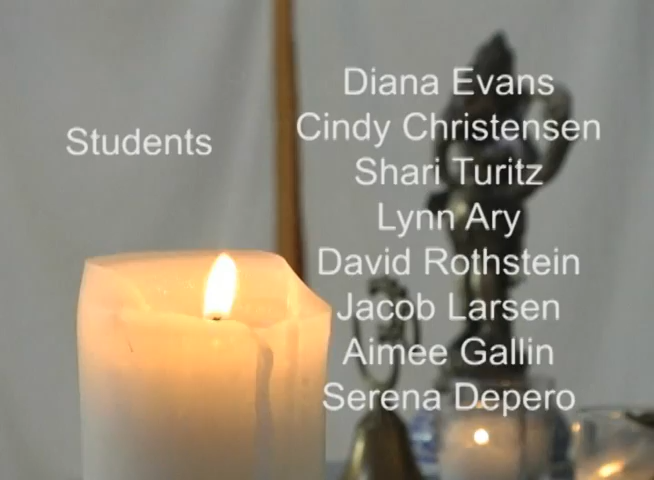 Students
Diana Evans
Cindy Christensen
Shari Turitz
Lynn Ary
David Rothstein
Jacob Larsen
Aimee Gallin
Serena Depero